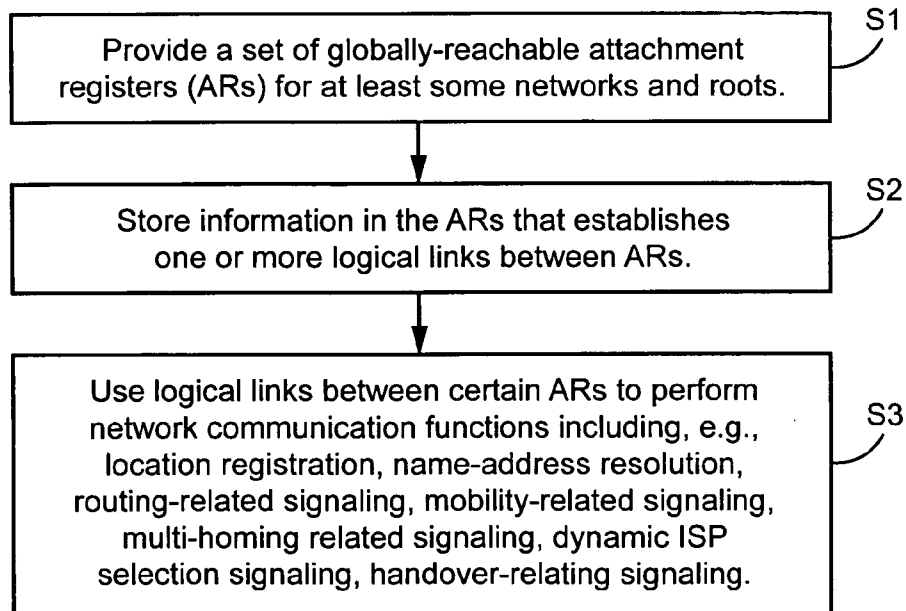 Provide a set of globally-reachable attachment
registers (ARs) for at least some networks and roots.
S1
Store information in the ARs that establishes
one or more logical links between ARs.
S2
Use logical links between certain ARs to perform
network communication functions including, e.g.,
location registration, name-address resolution,
routing-related signaling, mobility-related signaling,
multi-homing related signaling, dynamic ISP
selection signaling, handover-relating signaling.
S3